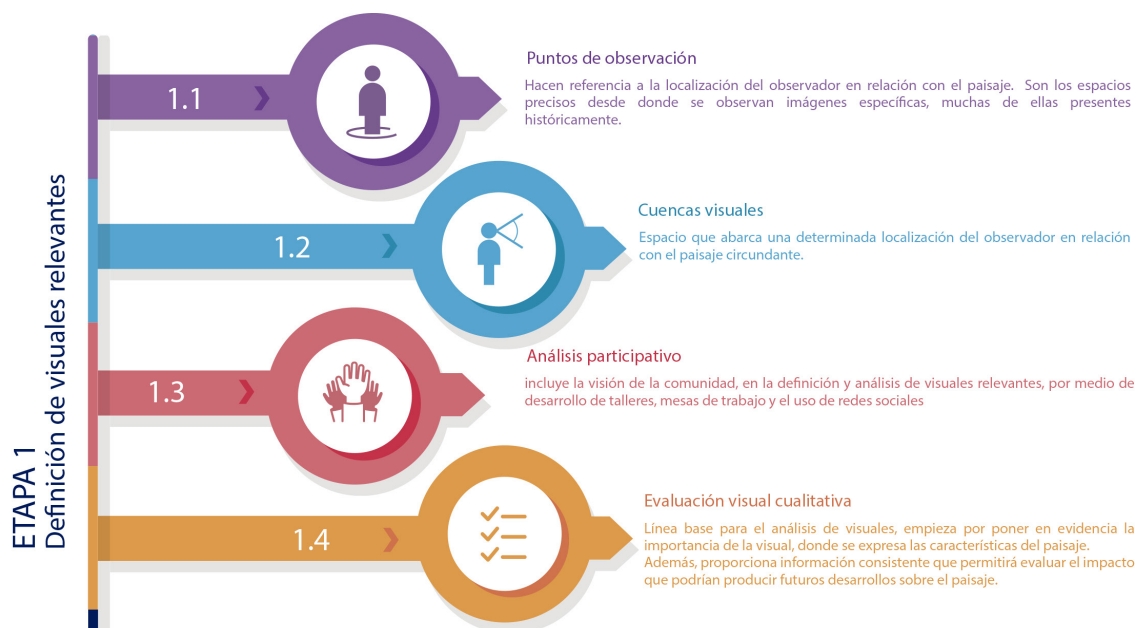 ETAPA 1
Definición de visuales relevantes
1.1
Puntos de observación
Hacen referencia a la localización del observador en relación con el paisaje. Son los espacios
precisos desde donde se observan imágenes específicas, muchas de ellas presentes
históricamente.
1.2
Cuencas visuales
Espacio que abarca una determinada localización del observador en relación
con el paisaje circundante.
1.3
Análisis participativo
incluye la visión de la comunidad, en la definición y análisis de visuales relevantes, por medio de
desarrollo de talleres, mesas de trabajo y el uso de redes sociales
1.4
Evaluación visual cualitativa
Línea base para el análisis de visuales, empieza por poner en evidencia la
importancia de la visual, donde se expresa las características del paisaje.
Además, proporciona información consistente que permitirá evaluar el impacto
que podrían producir futuros desarrollos sobre el paisaje.